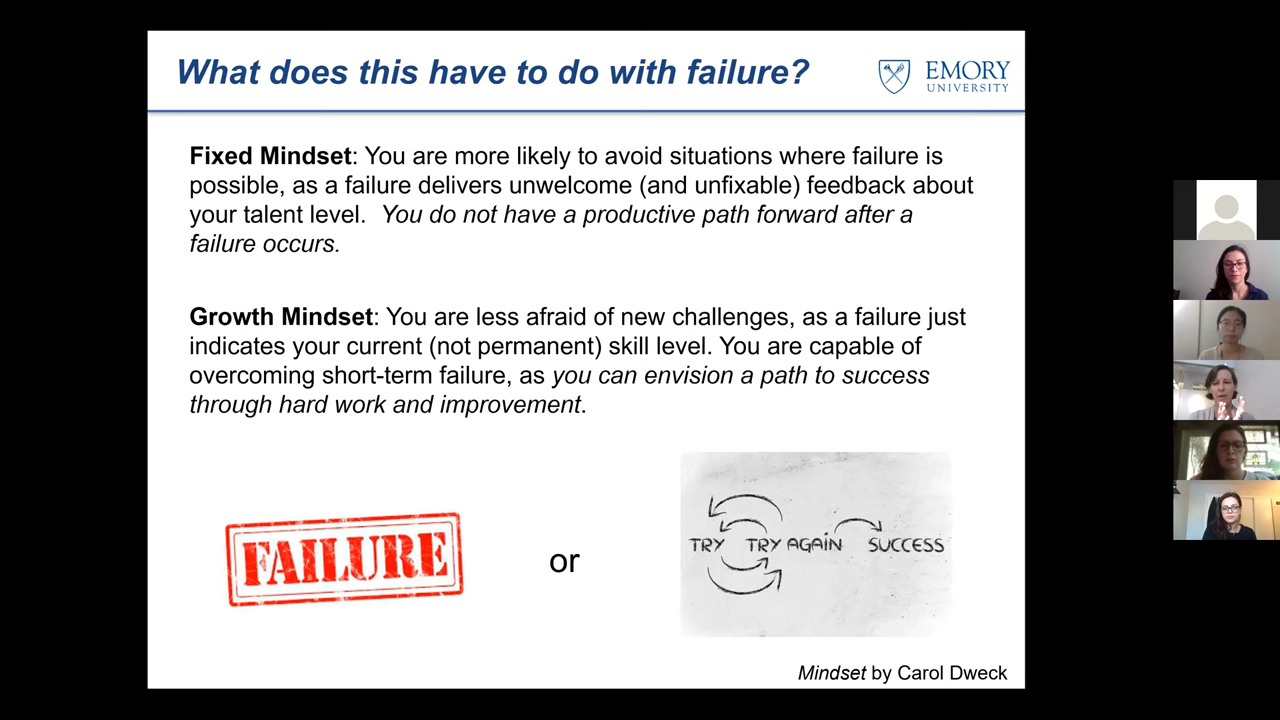 What does this have to do with failure?
EMORY
UNIVERSITY
Fixed Mindset: You are more likely to avoid situations where failure is
possible, as a failure delivers unwelcome (and unfixable) feedback about
your talent level. You do not have a productive path forward after a
failure occurs.
Growth Mindset: You are less afraid of new challenges, as a failure just
indicates your current (not permanent) skill level. You are capable of
overcoming short-term failure, as you can envision a path to success
through hard work and improvement.
FAILURE
or
TRY TRY AGAIN SUCCESS
Mindset by Carol Dweck